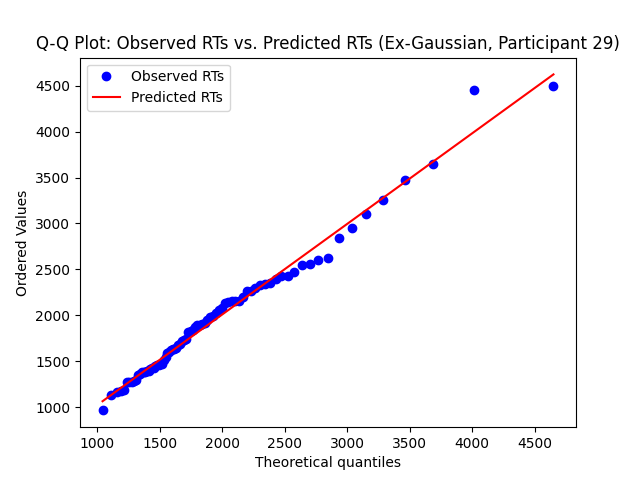 Q-Q Plot: Observed RTs vs. Predicted RTs (Ex-Gaussian, Participant 29)
Observed RTs
Predicted RTs
Ordered Values
4500
4000
3500
3000
2500
2000
1500
1000
1000 1500 2000 2500 3000 3500 4000 4500
Theoretical quantiles